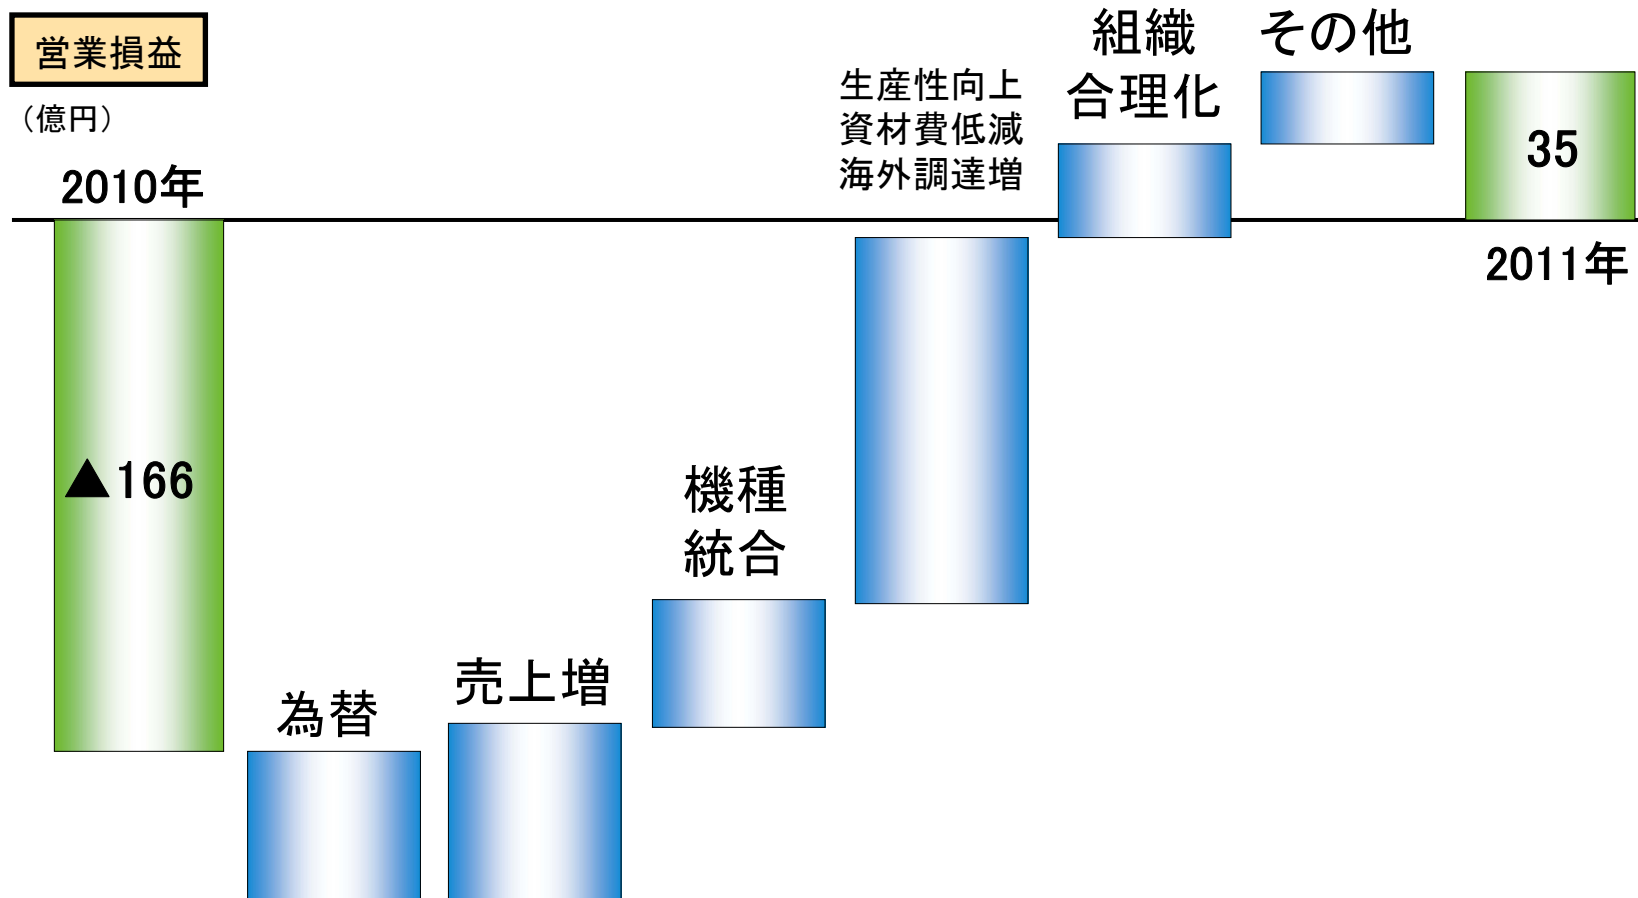 営業損益
（億円）
2010年
▲166
為替
売上増
機種
統合
生産性向上
資材費低減
海外調達増
組織
合理化
その他
35
2011年